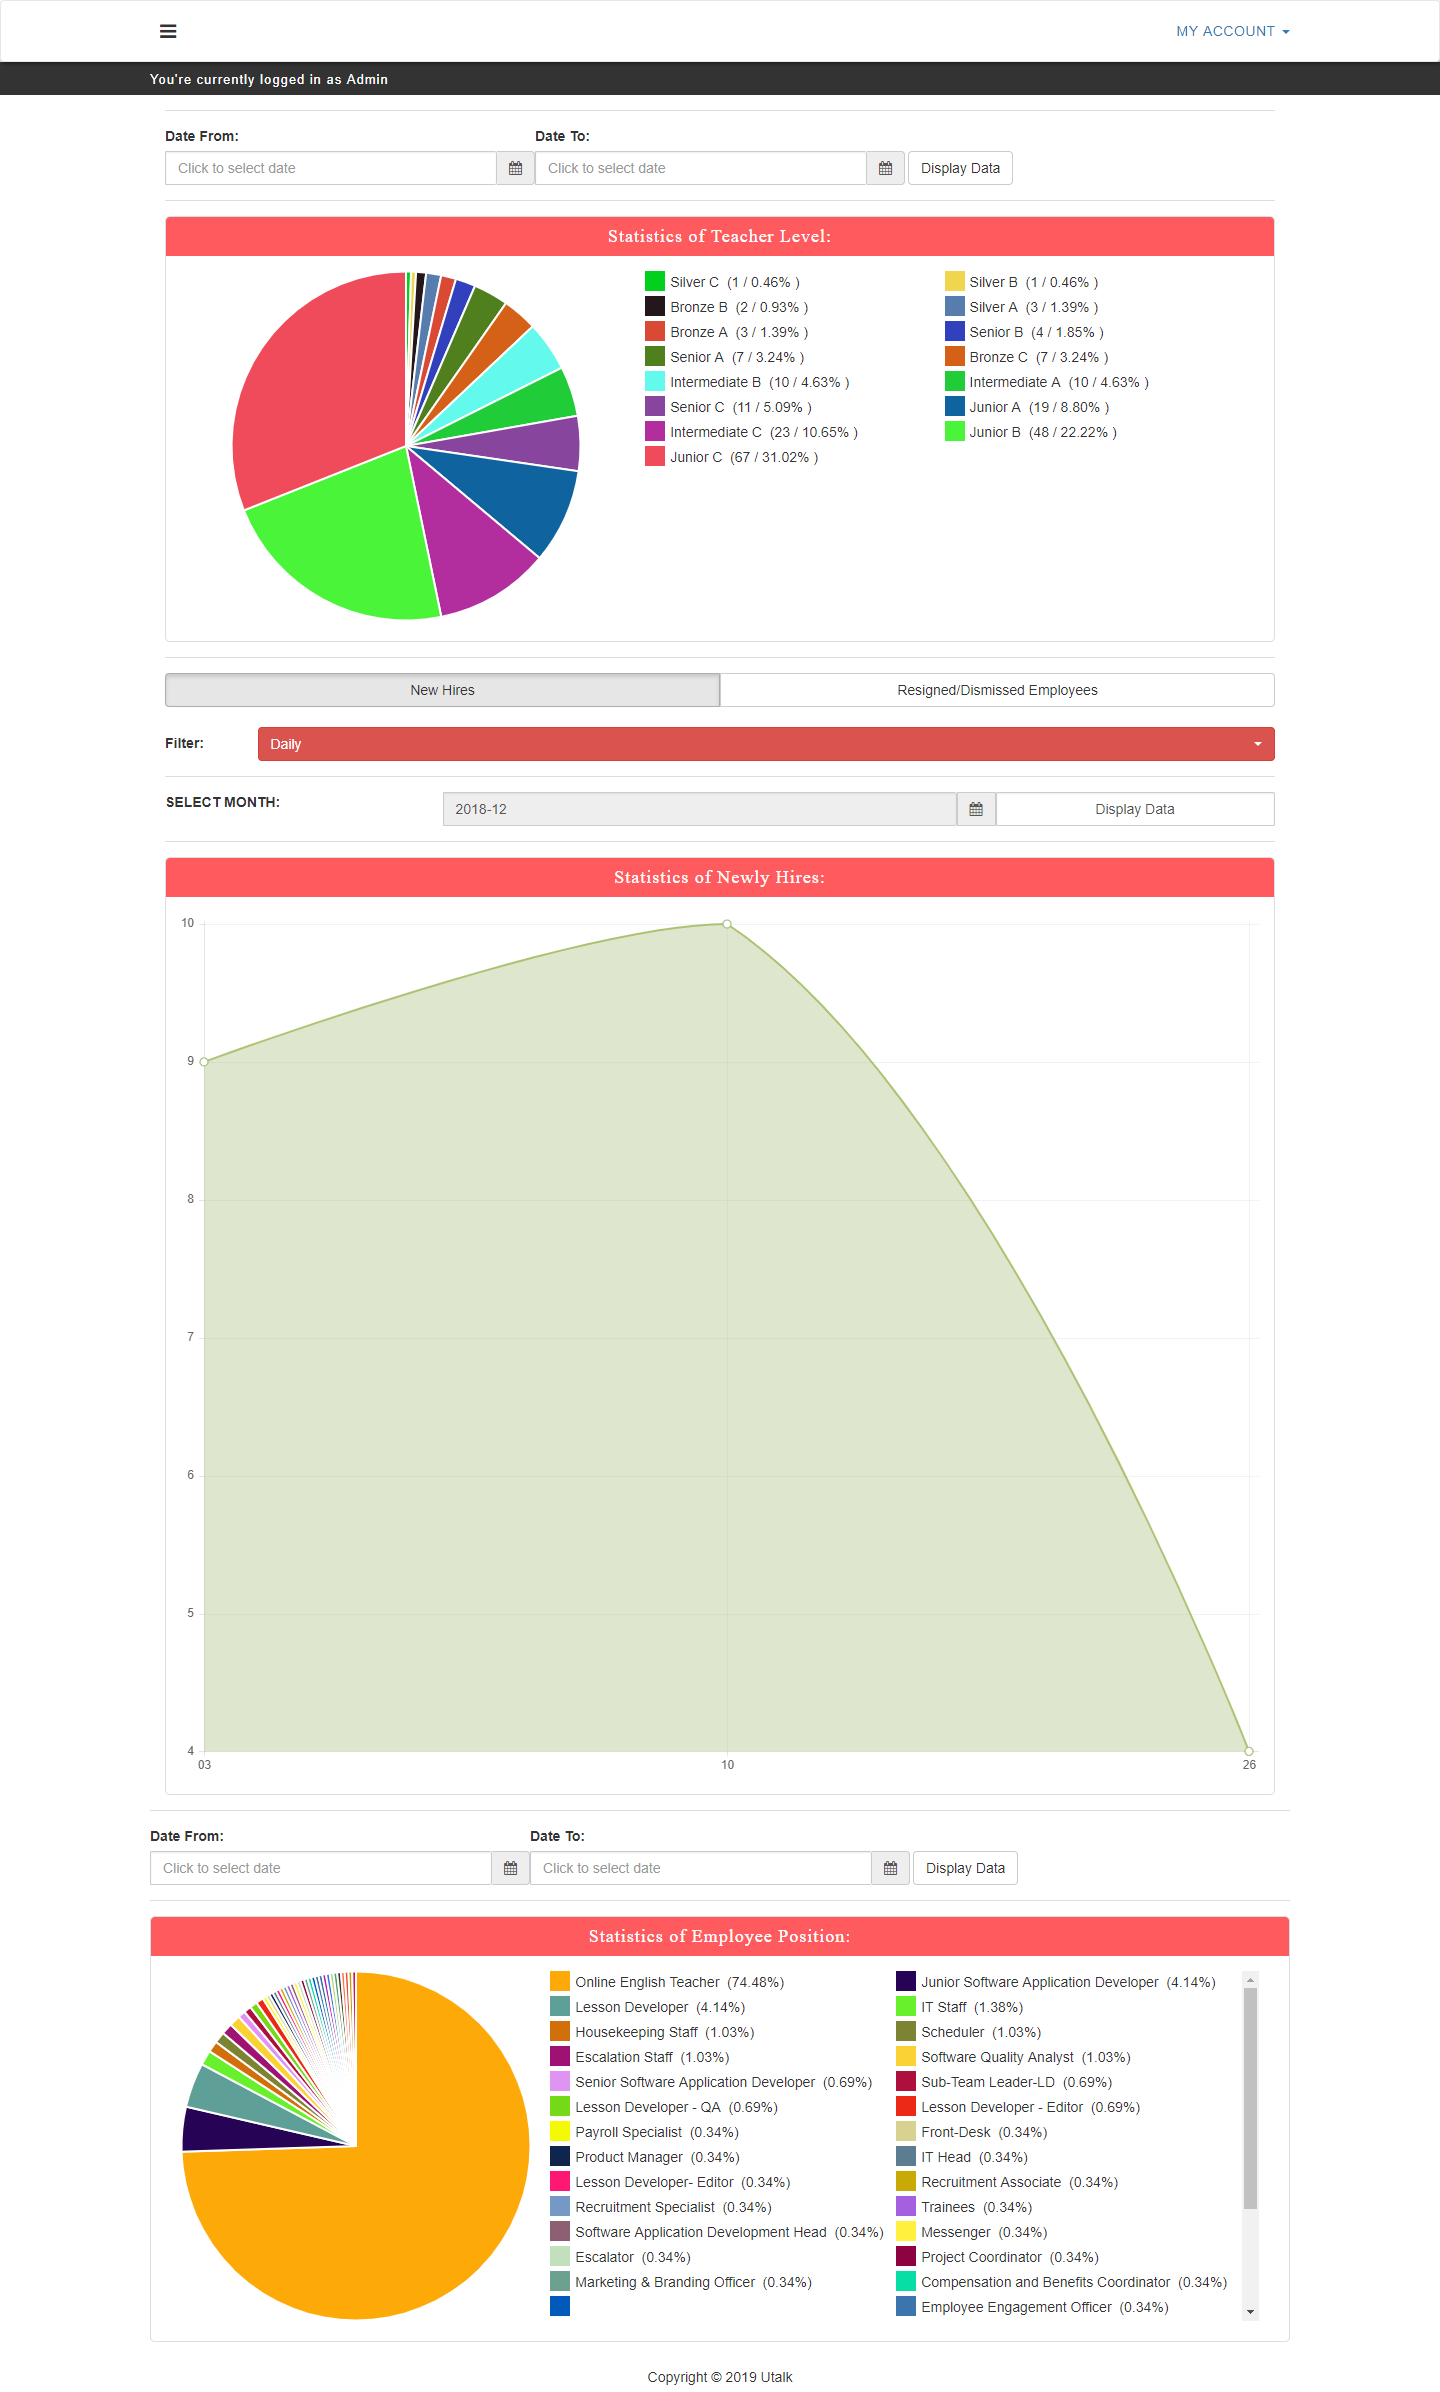 MY ACCOUNT
You're currently logged in as Admin
Date From: Date To:
Click to select date Click to select date Display Data
Statistics of Teacher Level:
Silver C (1 / 0.46% ) Silver B (1 / 0.46% )
Bronze B (2 / 0.93% ) Silver A (3 / 1.39% )
Bronze A (3 / 1.39% ) Senior B (4 / 1.85% )
Senior A (7 / 3.24% ) Bronze C (7 / 3.24% )
Intermediate B (10 / 4.63% ) Intermediate A (10 / 4.63% )
Senior C (11 / 5.09% ) Junior A (19 / 8.80% )
Intermediate C (23 / 10.65% ) Junior B (48 / 22.22% )
Junior C (67 / 31.02% )
New Hires Resigned/Dismissed Employees
Filter: Daily
SELECT MONTH: 2018-12 Display Data
Statistics of Newly Hires:
10
9
8
7
6
5
4
03 10 26
Date From: Date To:
Click to select date Click to select date Display Data
Statistics of Employee Position:
Online English Teacher (74.48%) Junior Software Application Developer (4.14%)
Lesson Developer (4.14%) IT Staff (1.38%)
Housekeeping Staff (1.03%) Scheduler (1.03%)
Escalation Staff (1.03%) Software Quality Analyst (1.03%)
Senior Software Application Developer (0.69%) Sub-Team Leader-LD (0.69%)
Lesson Developer - QA (0.69%) Lesson Developer - Editor (0.69%)
Payroll Specialist (0.34%) Front-Desk (0.34%)
Product Manager (0.34%) IT Head (0.34%)
Lesson Developer- Editor (0.34%) Recruitment Associate (0.34%)
Recruitment Specialist (0.34%) Trainees (0.34%)
Software Application Development Head (0.34%) Messenger (0.34%)
Escalator (0.34%) Project Coordinator (0.34%)
Marketing & Branding Officer (0.34%) Compensation and Benefits Coordinator (0.34%)
Employee Engagement Officer (0.34%)
Copyright © 2019 Utalk